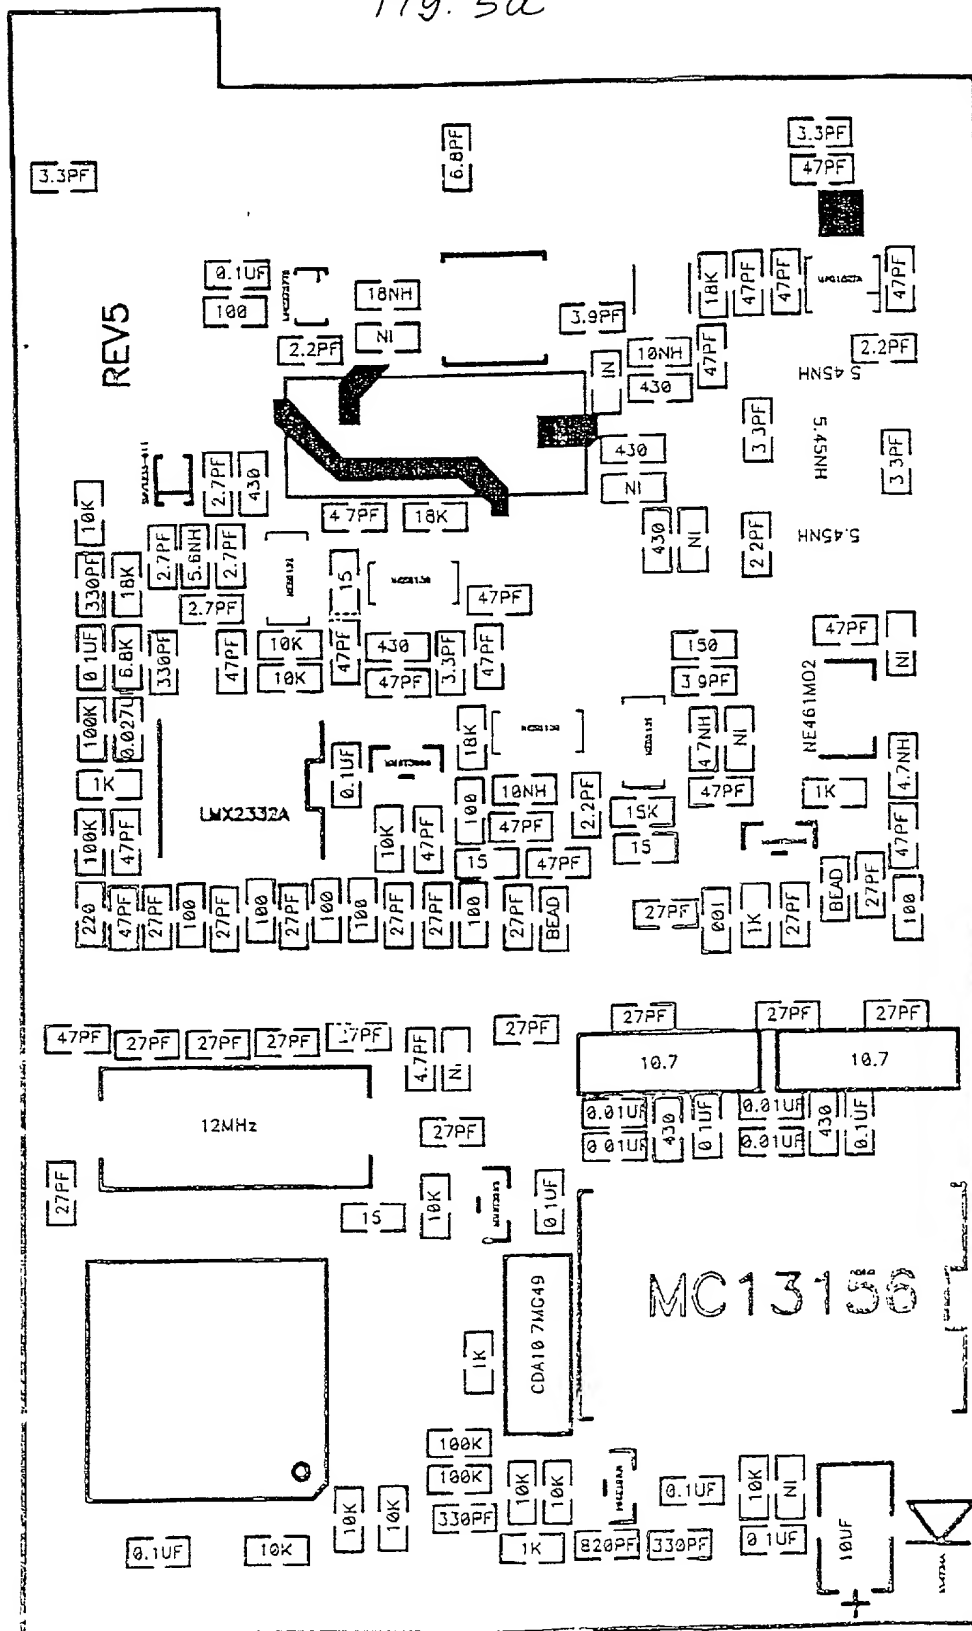 Fig. 5a
3.3PF
6.8PF
3.3PF
47PF
0.1UF
100
18NH
NI
2.2PF
REV5
3.9PF
18K
47PF
47PF
47PF
10NH
430
47PF
NI
2.2PF
5.45NH
430
NI
3.3PF
5.45NH
3.3PF
2.7PF
430
10K
4.7PF
18K
430
NI
2.2PF
5.45NH
330PF
18K
2.7PF
5.6NH
2.7PF
2.7PF
15
47PF
0.1UF
6.8K
330PF
47PF
10K
10K
47PF
430
47PF
3.3PF
47PF
150
3.9PF
47PF
NI
100K
0.027U
1K
LMX2332A
0.1UF
18K
4.7NH
NI
NE461M02
4.7NH
100K
47PF
10K
47PF
100
10NH
47PF
2.2PF
15K
15
47PF
1K
15
47PF
47PF
220
47PF
27PF
100
27PF
100
27PF
100
100
27PF
27PF
100
27PF
BEAD
27PF
100
1K
27PF
BEAD
27PF
100
47PF
27PF
27PF
27PF
27PF
4.7PF
NI
27PF
27PF
27PF
27PF
10.7
10.7
12MHz
27PF
0.01UF
0.01UF
430
0.1UF
0.01UF
0.01UF
430
0.1UF
27PF
15
10K
0.1UF
MC13156
CDA10.7MG49
1K
100K
100K
330PF
10K
10K
10K
10K
0.1UF
10K
NI
10UF
+
0.1UF
10K
1K
820PF
330PF
0.1UF